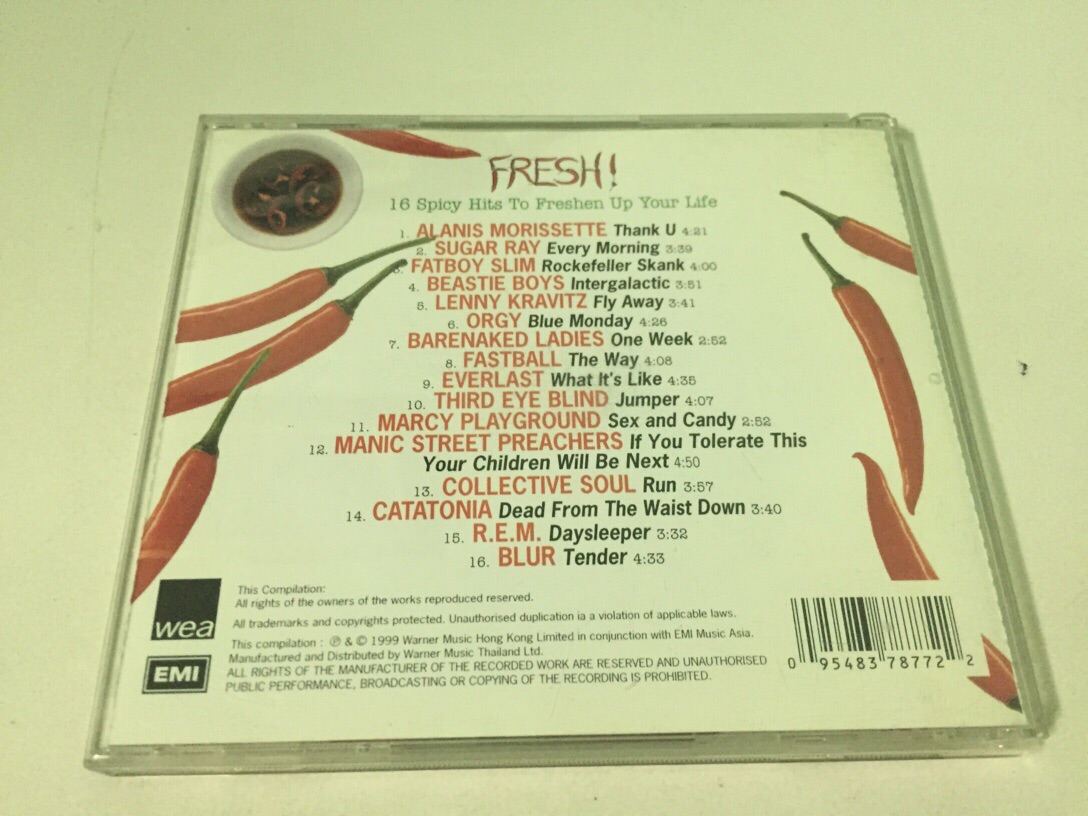 FRESH!
16 Spicy Hits To Freshen Up Your Life
1. ALANIS MORISSETTE Thank U 4:21
2. SUGAR RAY Every Morning 3:39
3. FATBOY SLIM Rockefeller Skank 4:00
4. BEASTIE BOYS Intergalactic 3:51
5. LENNY KRAVITZ Fly Away 3:41
6. ORGY Blue Monday 4:26
7. BARENAKED LADIES One Week 2:52
8. FASTBALL The Way 4:08
9. EVERLAST What It's Like 4:35
10. THIRD EYE BLIND Jumper 4:07
11. MARCY PLAYGROUND Sex and Candy 2:52
12. MANIC STREET PREACHERS If You Tolerate This
Your Children Will Be Next 4:50
13. COLLECTIVE SOUL Run 3:57
14. CATATONIA Dead From The Waist Down 3:40
15. R.E.M. Daysleeper 3:32
16. BLUR Tender 4:33
wea
EMI
This Compilation:
All rights of the owners of the works reproduced reserved.
All trademarks and copyrights protected. Unauthorised duplication ia a violation of applicable laws.
This compilation : ℗ & © 1999 Warner Music Hong Kong Limited in conjunction with EMI Music Asia.
Manufactured and Distributed by Warner Music Thailand Ltd.
ALL RIGHTS OF THE MANUFACTURER OF THE RECORDED WORK ARE RESERVED AND UNAUTHORISED
PUBLIC PERFORMANCE, BROADCASTING OR COPYING OF THE RECORDING IS PROHIBITED.
0 95483 78772 2